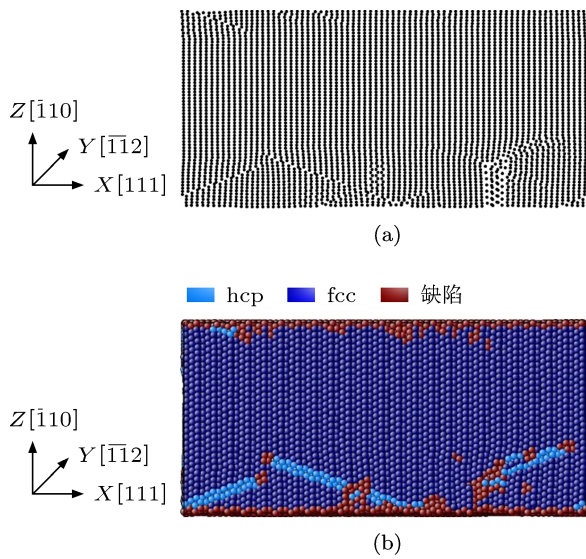 Z[1̄10]
Y[1̄1̄2]
X[111]
(a)
hcp fcc 缺陷
Z[1̄10]
Y[1̄1̄2]
X[111]
(b)